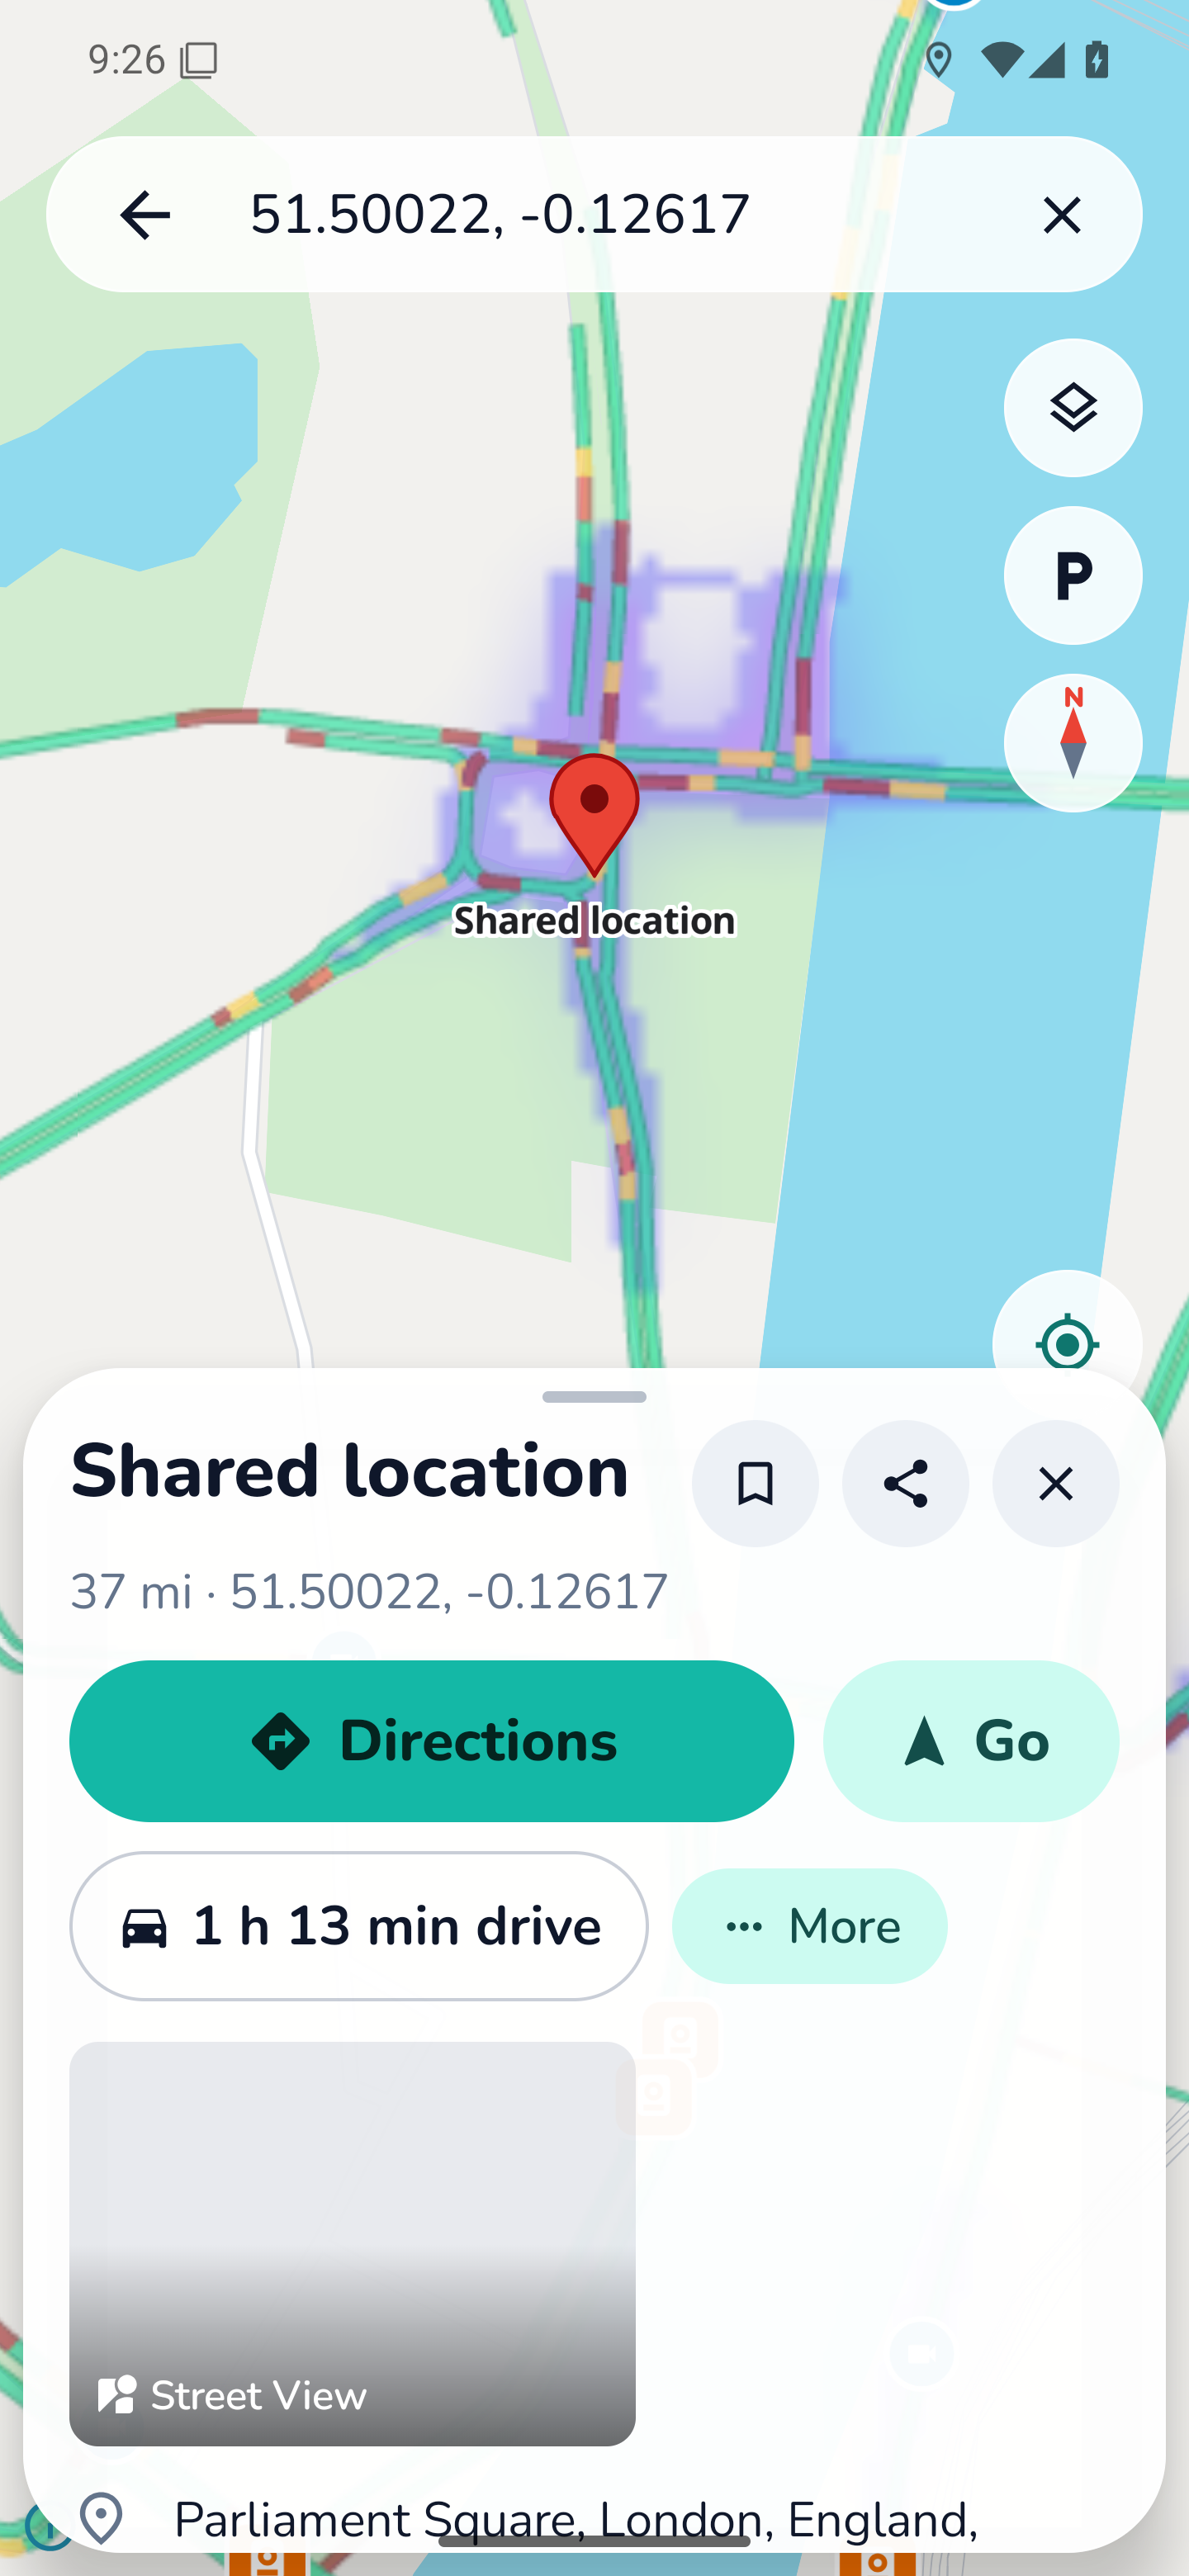 9:26
51.50022, -0.12617
P
N
Shared location
Shared location
37 mi · 51.50022, -0.12617
Directions
Go
1 h 13 min drive
More
Street View
Parliament Square, London, England,